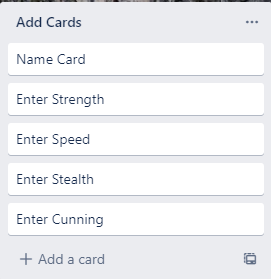 Add Cards
Name Card
Enter Strength
Enter Speed
Enter Stealth
Enter Cunning
+ Add a card